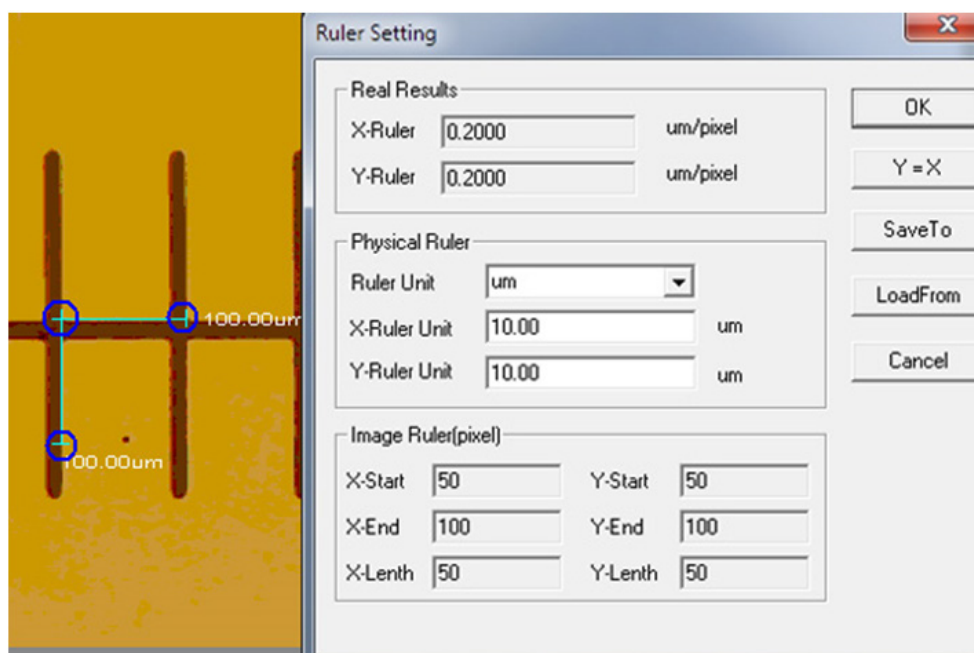 Ruler Setting
Real Results
X-Ruler 0.2000 um/pixel
Y-Ruler 0.2000 um/pixel
OK
Y = X
SaveTo
LoadFrom
Cancel
Physical Ruler
Ruler Unit um
X-Ruler Unit 10.00 um
Y-Ruler Unit 10.00 um
Image Ruler(pixel)
X-Start 50 Y-Start 50
X-End 100 Y-End 100
X-Lenth 50 Y-Lenth 50
100.00um
100.00um